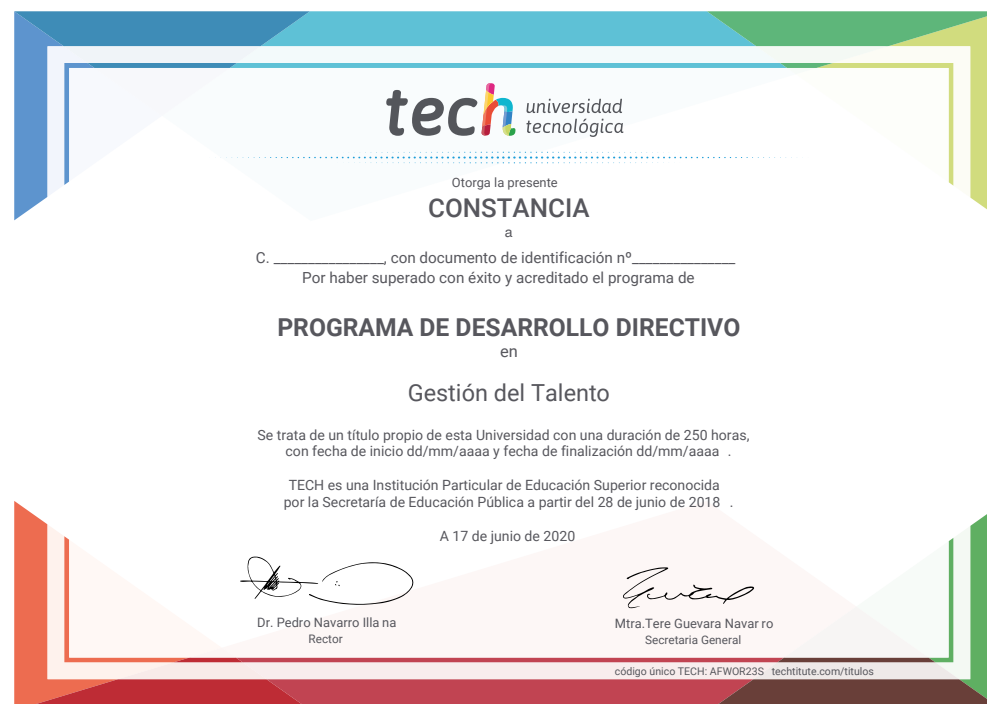 tech universidad
tecnológica
Otorga la presente
CONSTANCIA
a
C. ________________, con documento de identificación nº_______________
Por haber superado con éxito y acreditado el programa de
PROGRAMA DE DESARROLLO DIRECTIVO
en
Gestión del Talento
Se trata de un título propio de esta Universidad con una duración de 250 horas,
con fecha de inicio dd/mm/aaaa y fecha de finalización dd/mm/aaaa .
TECH es una Institución Particular de Educación Superior reconocida
por la Secretaría de Educación Pública a partir del 28 de junio de 2018 .
A 17 de junio de 2020
Dr. Pedro Navarro Illa na
Rector
Mtra.Tere Guevara Navar ro
Secretaria General
código único TECH: AFWOR23S techtitute.com/titulos